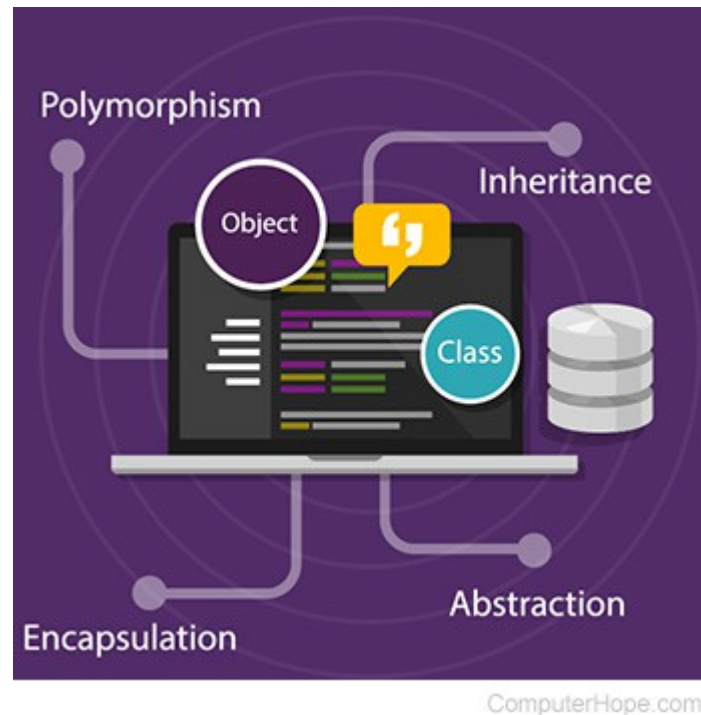 Polymorphism
Inheritance
Object
Class
Abstraction
Encapsulation
ComputerHope.com